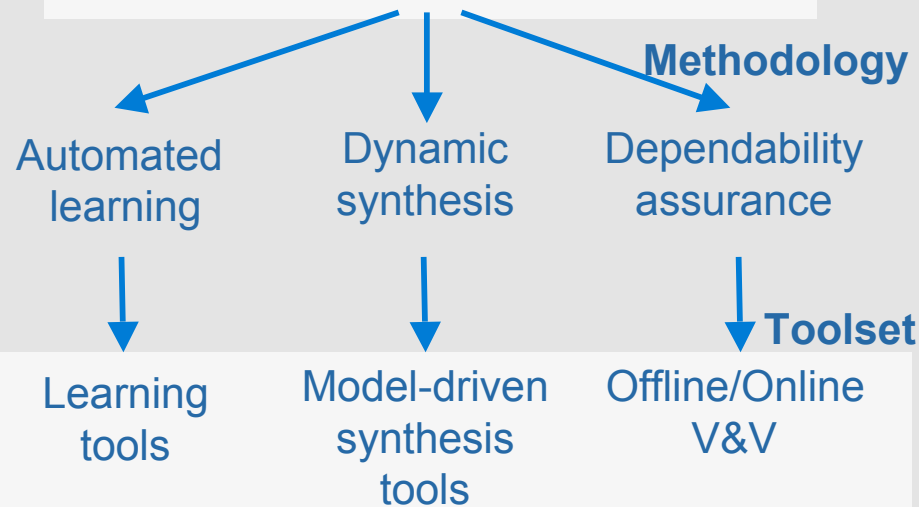 Methodology
Automated
learning
Dynamic
synthesis
Dependability
assurance
Toolset
Learning
tools
Model-driven
synthesis
tools
Offline/Online
V&V